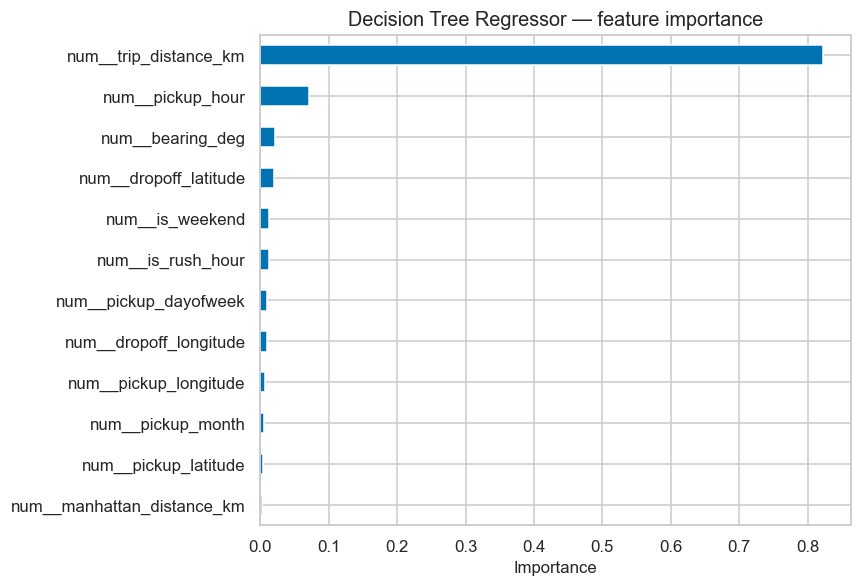 Decision Tree Regressor — feature importance
num__trip_distance_km
num__pickup_hour
num__bearing_deg
num__dropoff_latitude
num__is_weekend
num__is_rush_hour
num__pickup_dayofweek
num__dropoff_longitude
num__pickup_longitude
num__pickup_month
num__pickup_latitude
num__manhattan_distance_km
0.0 0.1 0.2 0.3 0.4 0.5 0.6 0.7 0.8
Importance